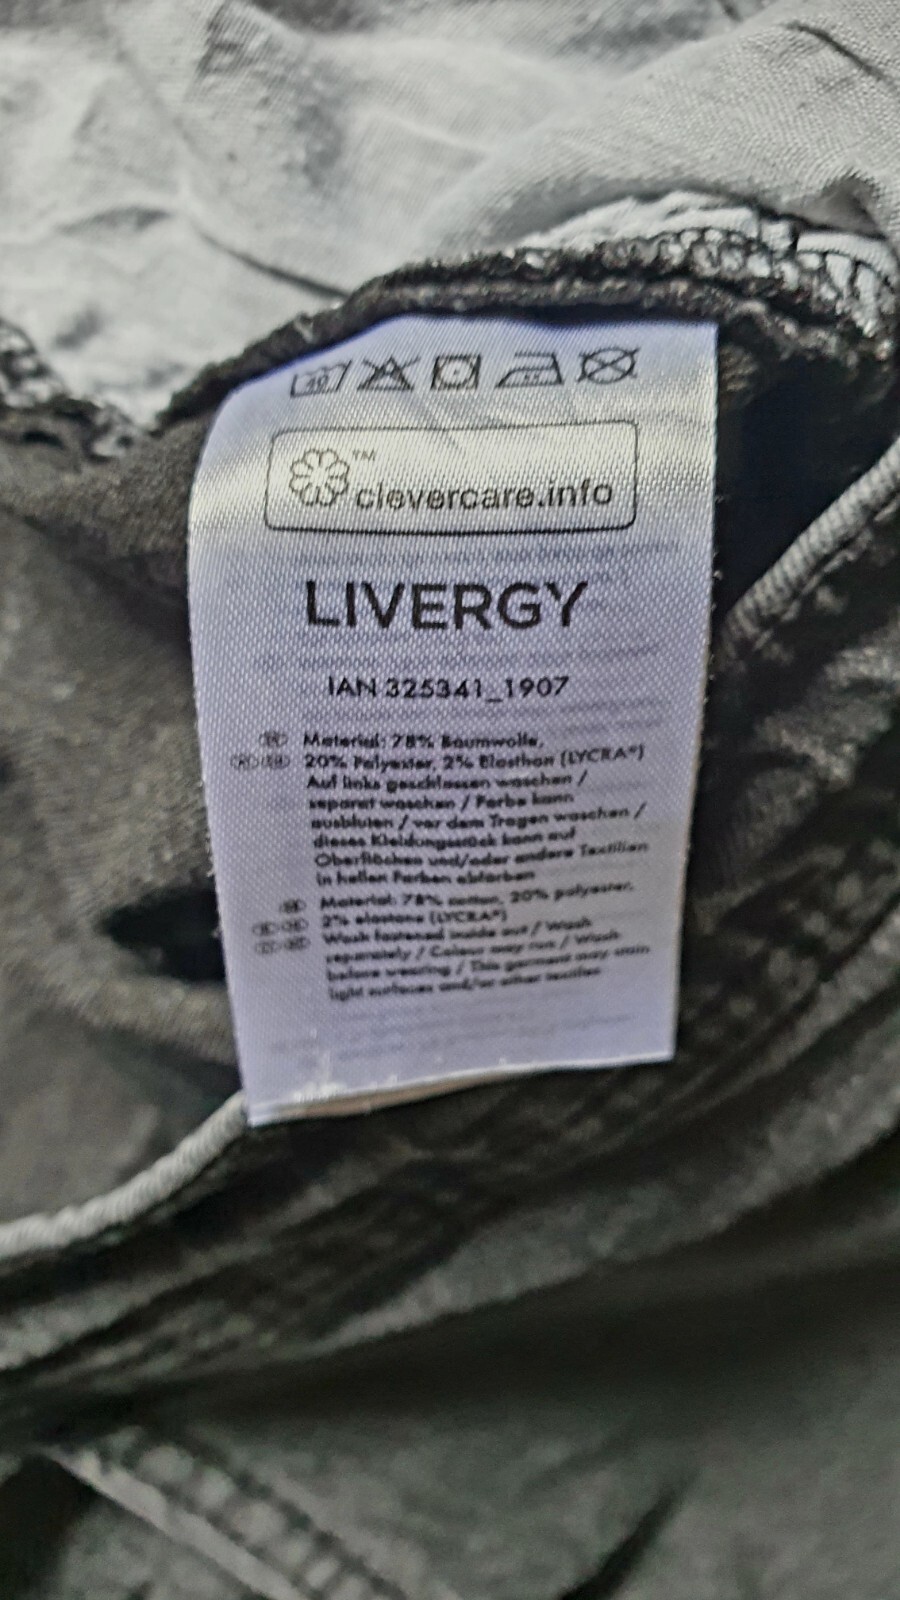 40
™
clevercare.info
LIVERGY
IAN 325341_1907
Material: 78% Baumwolle,
20% Polyester, 2% Elasthan (LYCRA®)
Auf links geschlossen waschen /
separat waschen / Farbe kann
ausbluten / vor dem Tragen waschen /
dieses Kleidungsstück kann auf
Oberflächen und/oder andere Textilien
in hellen Farben abfärben
Material: 78% cotton, 20% polyester,
2% elastane (LYCRA®)
Wash fastened inside out / Wash
separately / Colour may run / Wash
before wearing / This garment may stain
light surfaces and/or other textiles